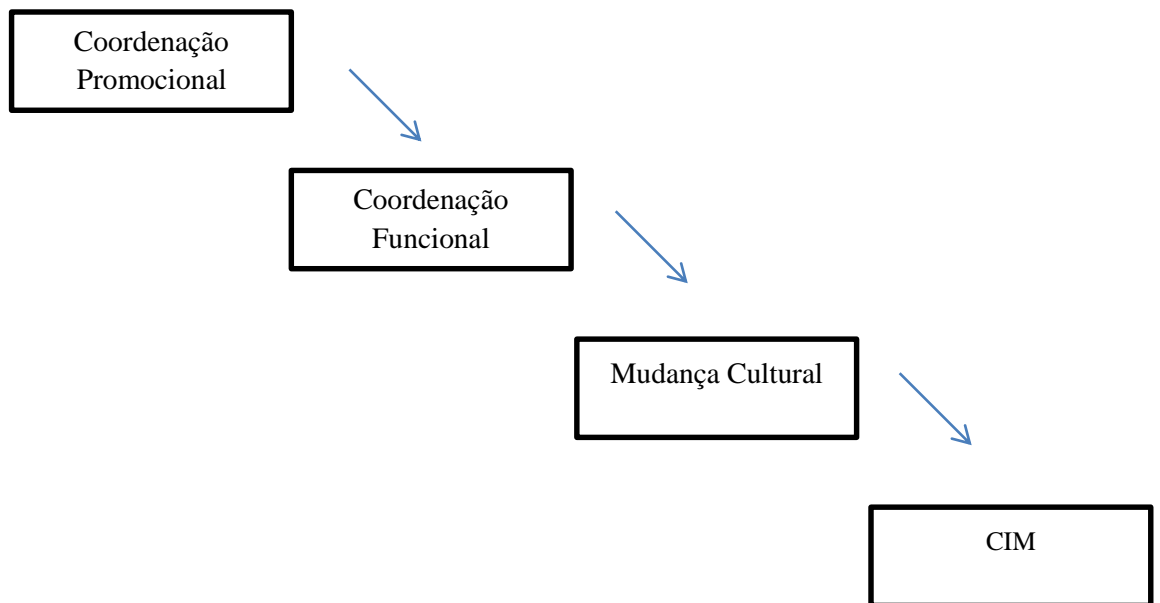 Coordenação
Promocional
Coordenação
Funcional
Mudança Cultural
CIM